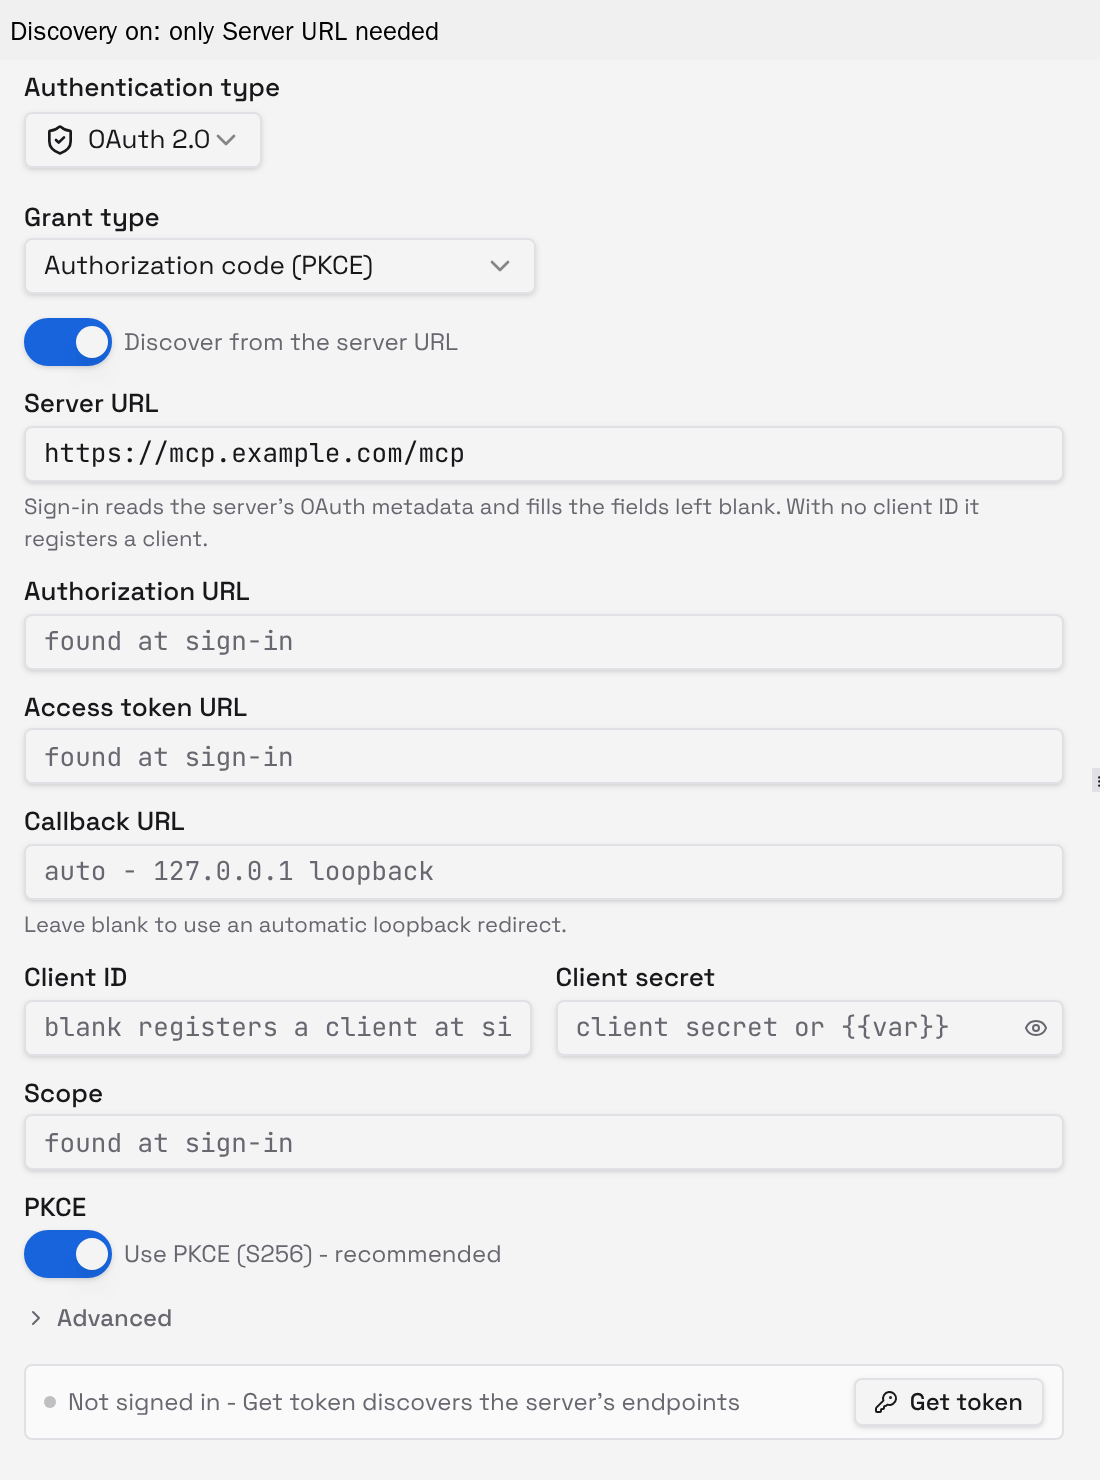 Discovery on: only Server URL needed
Authentication type
OAuth 2.0
Grant type
Authorization code (PKCE)
Discover from the server URL
Server URL
https://mcp.example.com/mcp
Sign-in reads the server's OAuth metadata and fills the fields left blank. With no client ID it
registers a client.
Authorization URL
found at sign-in
Access token URL
found at sign-in
Callback URL
auto - 127.0.0.1 loopback
Leave blank to use an automatic loopback redirect.
Client ID
Client secret
blank registers a client at si
client secret or {{var}}
Scope
found at sign-in
PKCE
Use PKCE (S256) - recommended
Advanced
Not signed in - Get token discovers the server's endpoints
Get token